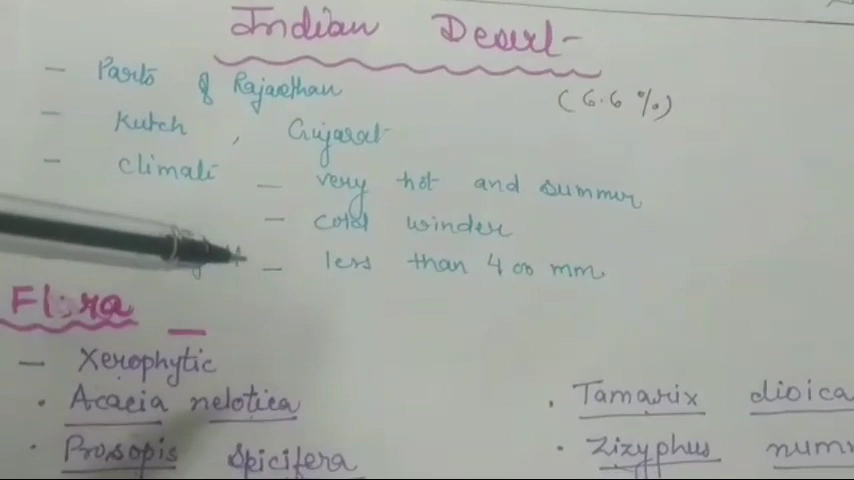 Indian Desert -
- Parts of Rajasthan (6.6 %)
- Kutch , Gujarat
- Climate - very hot and summer
- cold winder
- less than 400 mm
Flora -
- Xerophytic
. Acacia nelotica . Tamarix dioica
. Prosopis spicifera . Zizyphus